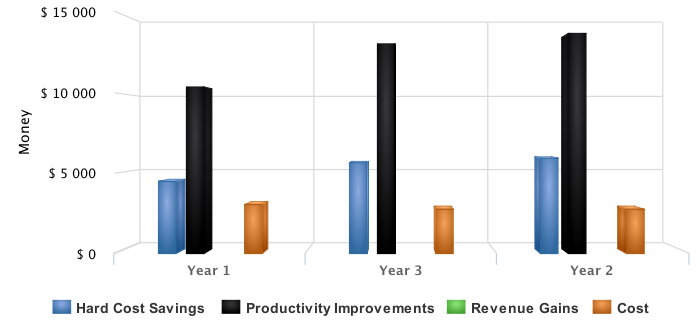 $ 15 000
$ 10 000
$ 5 000
$ 0
Money
Year 1
Year 3
Year 2
Hard Cost Savings
Productivity Improvements
Revenue Gains
Cost